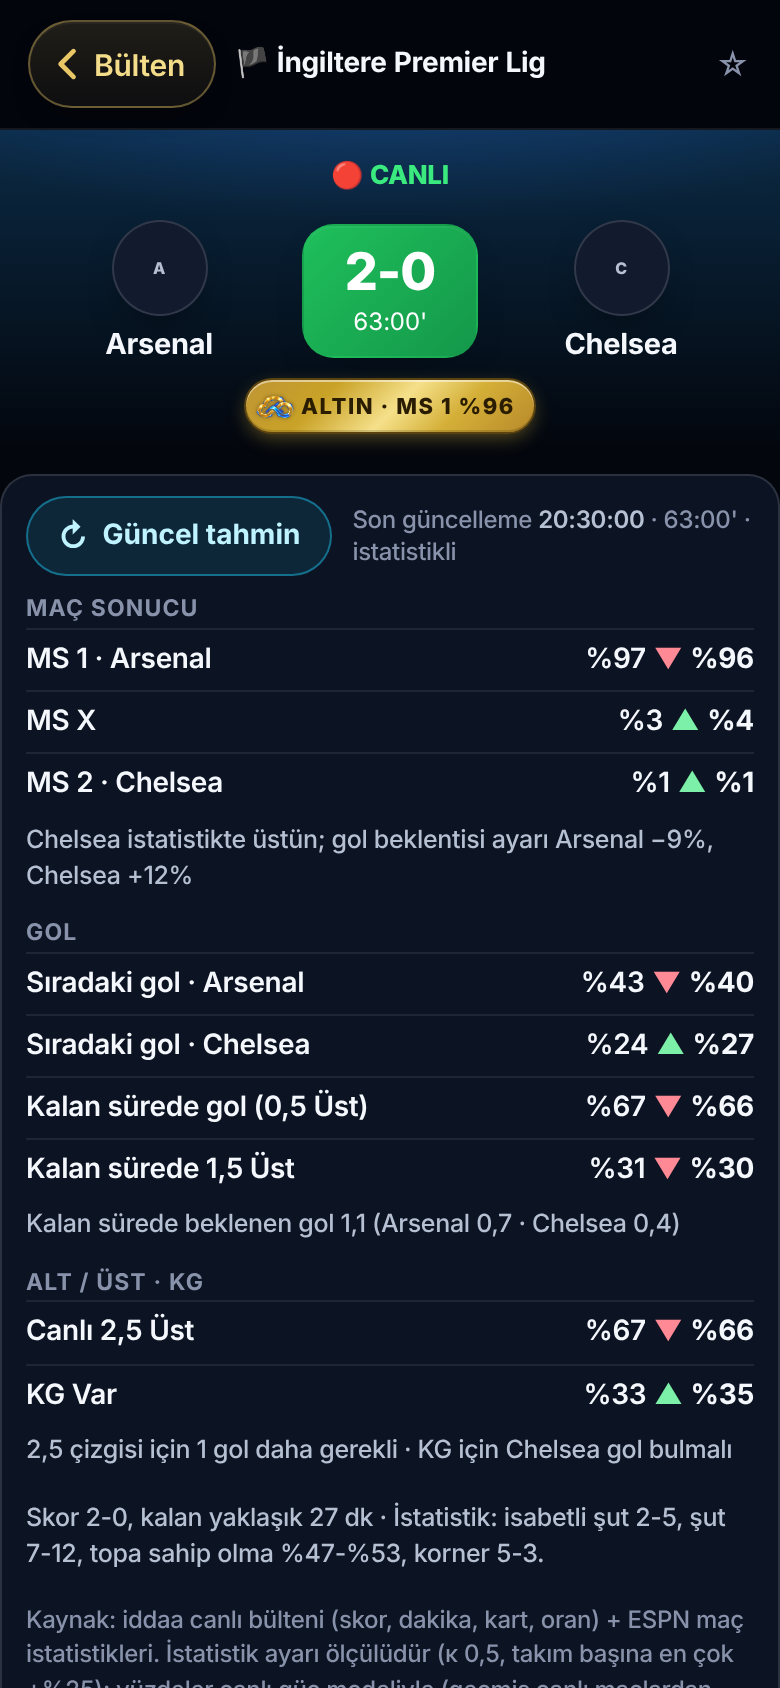 Bülten
İngiltere Premier Lig
CANLI
A
2-0
63:00'
C
Arsenal
Chelsea
ALTIN · MS 1 %96
Güncel tahmin
Son güncelleme 20:30:00 · 63:00' ·
istatistikli
MAÇ SONUCU
MS 1 · Arsenal %97 ▼ %96
MS X %3 ▲ %4
MS 2 · Chelsea %1 ▲ %1
Chelsea istatistikte üstün; gol beklentisi ayarı Arsenal −9%,
Chelsea +12%
GOL
Sıradaki gol · Arsenal %43 ▼ %40
Sıradaki gol · Chelsea %24 ▲ %27
Kalan sürede gol (0,5 Üst) %67 ▼ %66
Kalan sürede 1,5 Üst %31 ▼ %30
Kalan sürede beklenen gol 1,1 (Arsenal 0,7 · Chelsea 0,4)
ALT / ÜST · KG
Canlı 2,5 Üst %67 ▼ %66
KG Var %33 ▲ %35
2,5 çizgisi için 1 gol daha gerekli · KG için Chelsea gol bulmalı
Skor 2-0, kalan yaklaşık 27 dk · İstatistik: isabetli şut 2-5, şut
7-12, topa sahip olma %47-%53, korner 5-3.
Kaynak: iddaa canlı bülteni (skor, dakika, kart, oran) + ESPN maç
istatistikleri. İstatistik ayarı ölçülüdür (κ 0,5, takım başına en çok